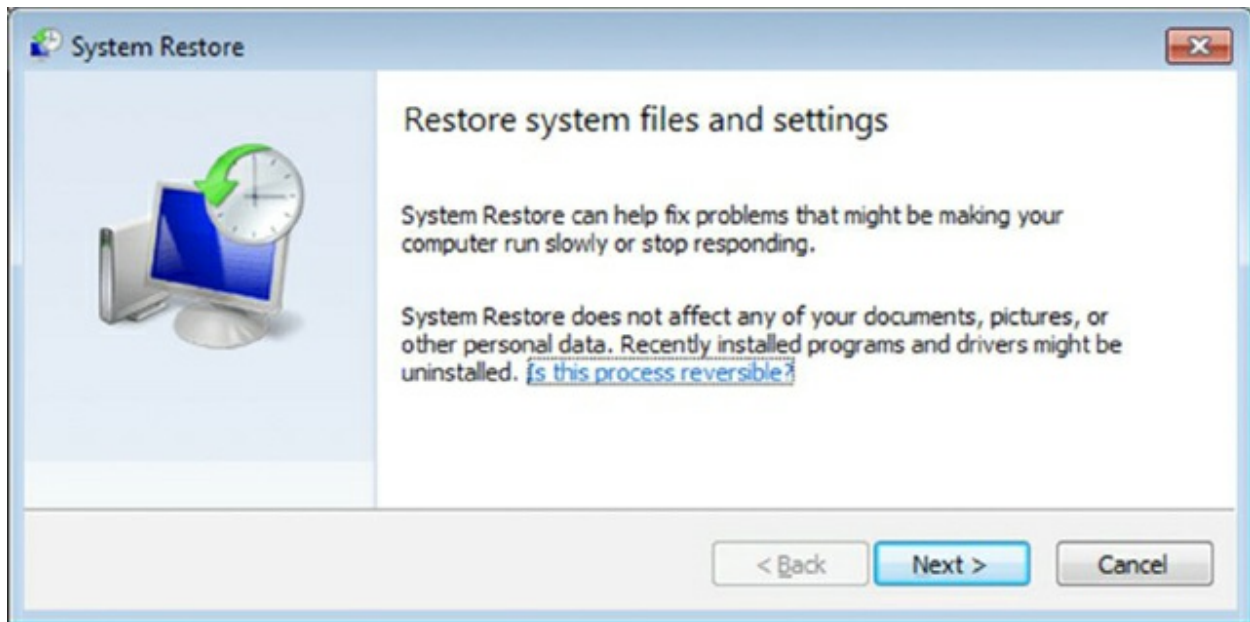 System Restore
Restore system files and settings
System Restore can help fix problems that might be making your
computer run slowly or stop responding.
System Restore does not affect any of your documents, pictures, or
other personal data. Recently installed programs and drivers might be
uninstalled. Is this process reversible?
< Back
Next >
Cancel